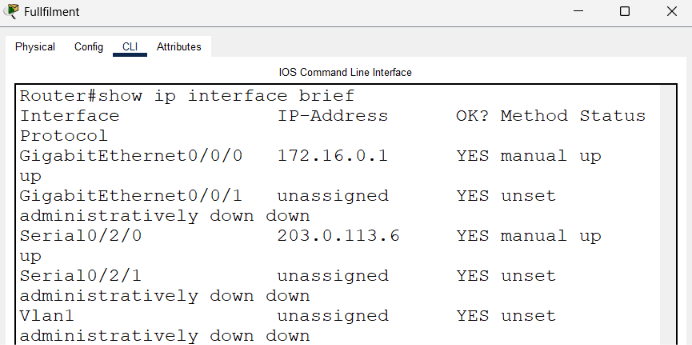 Fullfilment
Physical Config CLI Attributes
IOS Command Line Interface
Router#show ip interface brief
Interface IP-Address OK? Method Status
Protocol
GigabitEthernet0/0/0 172.16.0.1 YES manual up
up
GigabitEthernet0/0/1 unassigned YES unset
administratively down down
Serial0/2/0 203.0.113.6 YES manual up
up
Serial0/2/1 unassigned YES unset
administratively down down
Vlan1 unassigned YES unset
administratively down down